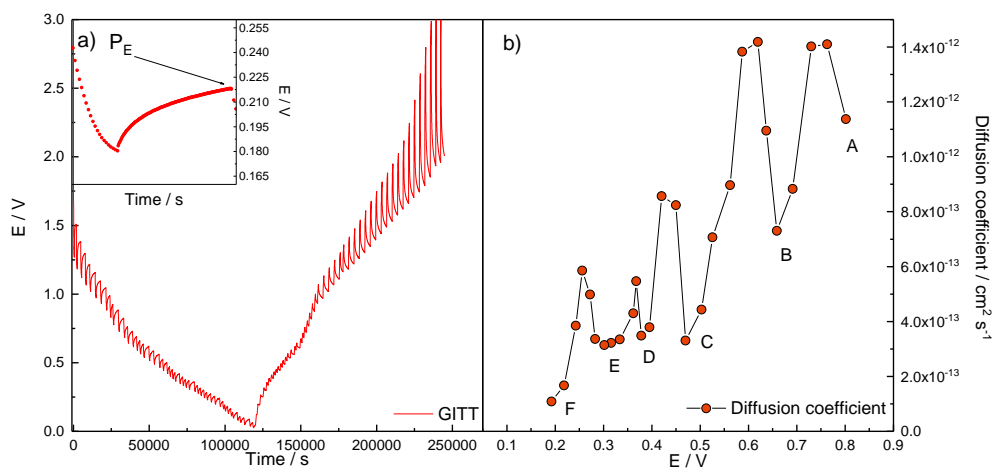 a)
3.0
2.5
2.0
1.5
1.0
0.5
0.0
E / V
0
50000
100000
150000
200000
250000
Time / s
GITT
P_E
0.255
0.240
0.225
0.210
0.195
0.180
0.165
E / V
Time / s
b)
A
B
C
D
E
F
Diffusion coefficient
0.1
0.2
0.3
0.4
0.5
0.6
0.7
0.8
0.9
E / V
1.4x10⁻¹²
1.2x10⁻¹²
1x10⁻¹²
8.0x10⁻¹³
6.0x10⁻¹³
4.0x10⁻¹³
2.0x10⁻¹³
0.0
Diffusion coefficient / cm² s⁻¹